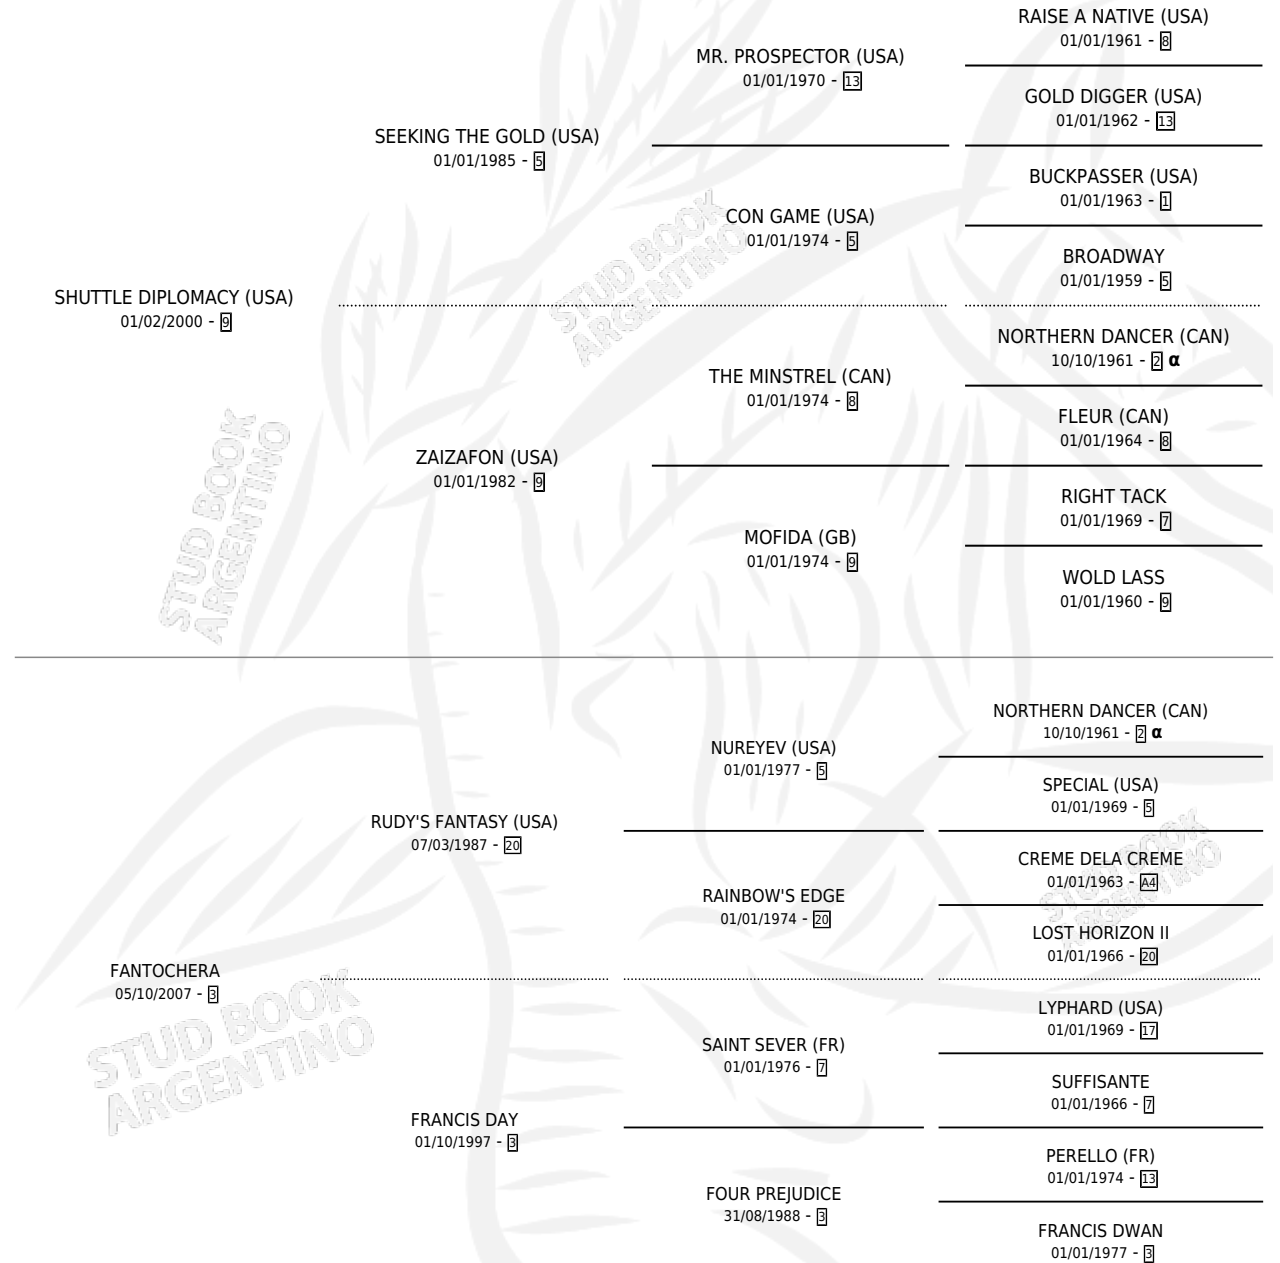 RAISE A NATIVE (USA)
01/01/1961 - 8
MR. PROSPECTOR (USA)
01/01/1970 - 13
GOLD DIGGER (USA)
01/01/1962 - 13
SEEKING THE GOLD (USA)
01/01/1985 - 5
BUCKPASSER (USA)
01/01/1963 - 1
CON GAME (USA)
01/01/1974 - 5
BROADWAY
01/01/1959 - 5
SHUTTLE DIPLOMACY (USA)
01/02/2000 - 9
NORTHERN DANCER (CAN)
10/10/1961 - 2 α
THE MINSTREL (CAN)
01/01/1974 - 8
FLEUR (CAN)
01/01/1964 - 8
ZAIZAFON (USA)
01/01/1982 - 9
RIGHT TACK
01/01/1969 - 7
MOFIDA (GB)
01/01/1974 - 9
WOLD LASS
01/01/1960 - 9
NORTHERN DANCER (CAN)
10/10/1961 - 2 α
NUREYEV (USA)
01/01/1977 - 5
SPECIAL (USA)
01/01/1969 - 5
RUDY'S FANTASY (USA)
07/03/1987 - 20
CREME DELA CREME
01/01/1963 - A4
RAINBOW'S EDGE
01/01/1974 - 20
LOST HORIZON II
01/01/1966 - 20
FANTOCHERA
05/10/2007 - 3
LYPHARD (USA)
01/01/1969 - 17
SAINT SEVER (FR)
01/01/1976 - 7
SUFFISANTE
01/01/1966 - 7
FRANCIS DAY
01/10/1997 - 3
PERELLO (FR)
01/01/1974 - 13
FOUR PREJUDICE
31/08/1988 - 3
FRANCIS DWAN
01/01/1977 - 3
STUD BOOK
ARGENTINO
STUD BOOK
ARGENTINO
STUD BOOK
ARGENTINO
STUD BOOK
ARGENTINO